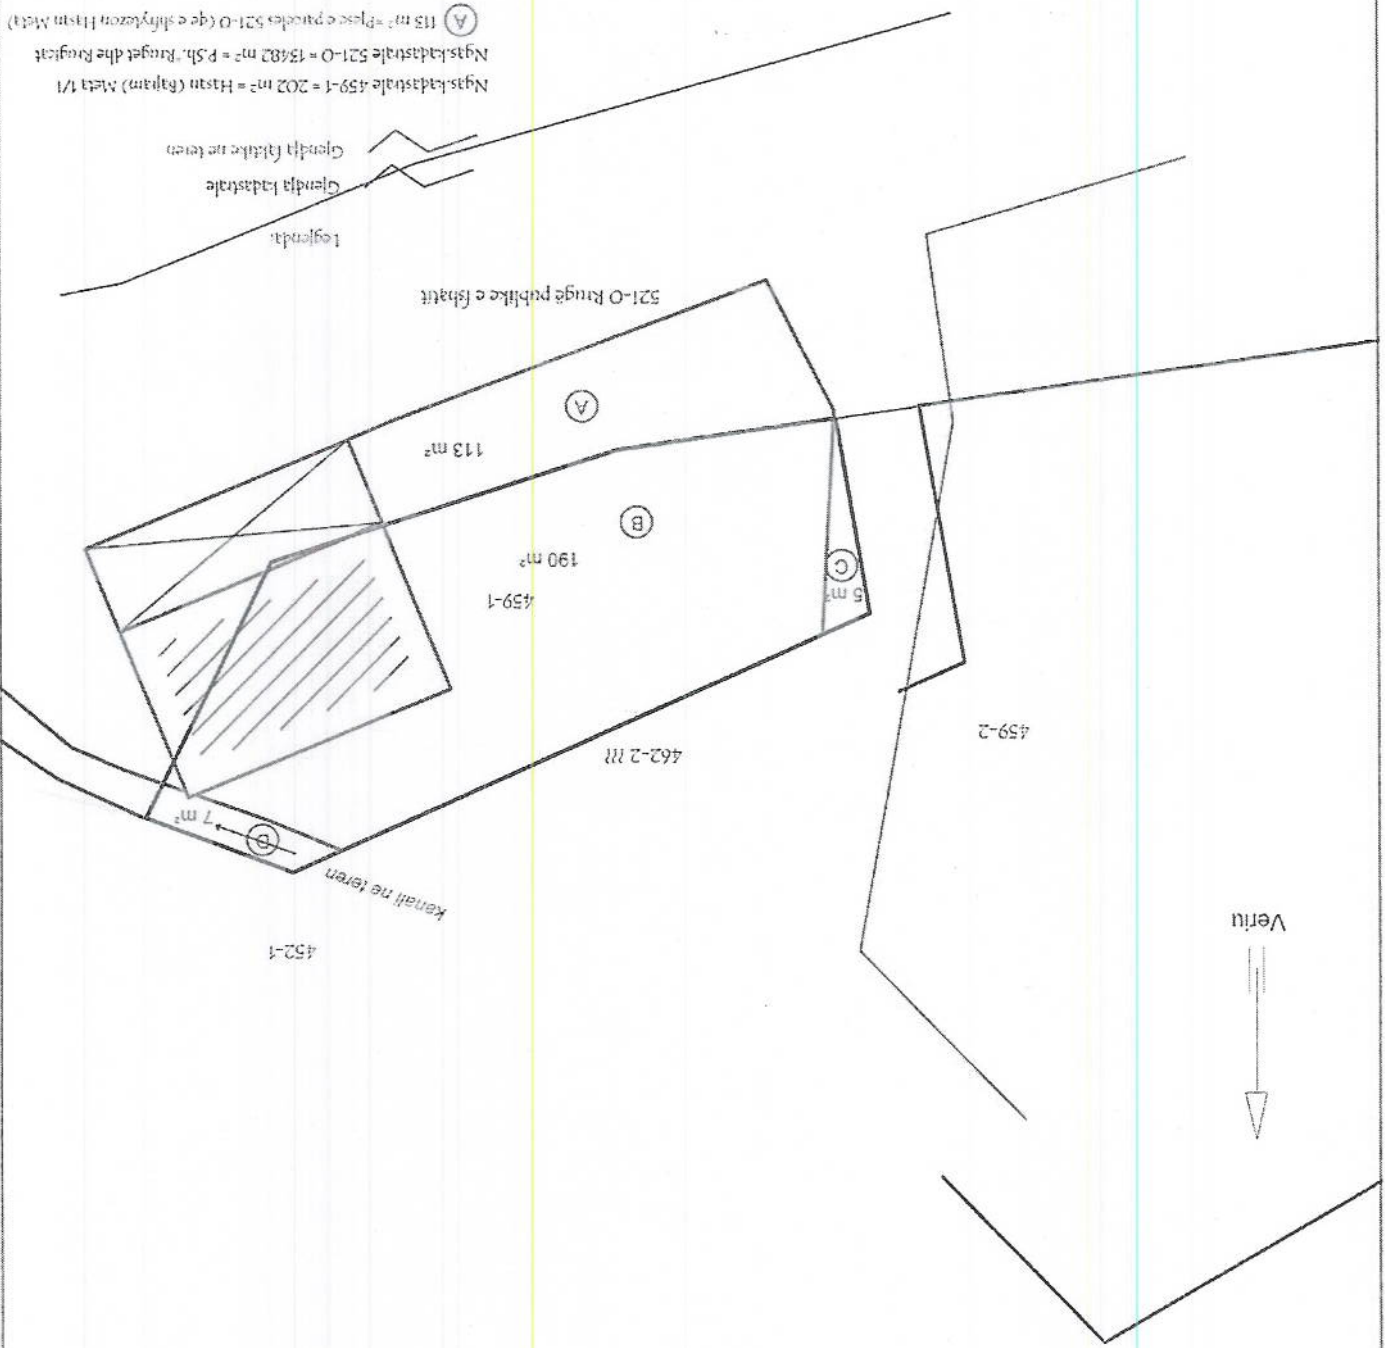 Veriu
452-1
kanali ne teren
D
7 m²
459-2
462-2 ???
5 m²
C
459-1
190 m²
B
113 m²
A
521-O Rrugë publike e fshatit
Legjenda:
Gjendja kadastrale
Gjendja faktike ne teren
Ngas.kadastrale 459-1 = 202 m² = Hasan (Bajram) Meta 1/1
Ngas.kadastrale 521-O = 13482 m² = P.Sh. "Rruget dhe Rrugicat
A 113 m² =Pjese e parceles 521-O (qe e shfrytezon Hasan Meta)